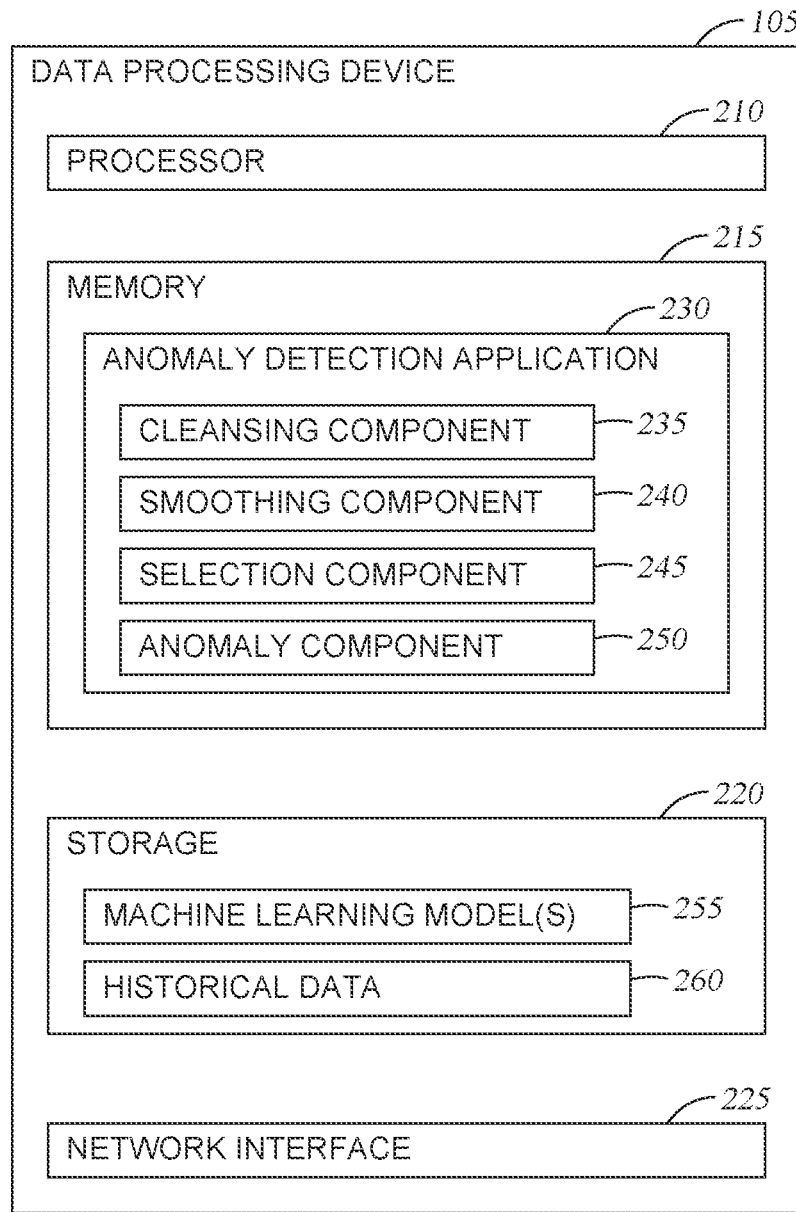 105
DATA PROCESSING DEVICE
210
PROCESSOR
215
MEMORY
230
ANOMALY DETECTION APPLICATION
CLEANSING COMPONENT 235
SMOOTHING COMPONENT 240
SELECTION COMPONENT 245
ANOMALY COMPONENT 250
220
STORAGE
MACHINE LEARNING MODEL(S) 255
HISTORICAL DATA 260
225
NETWORK INTERFACE